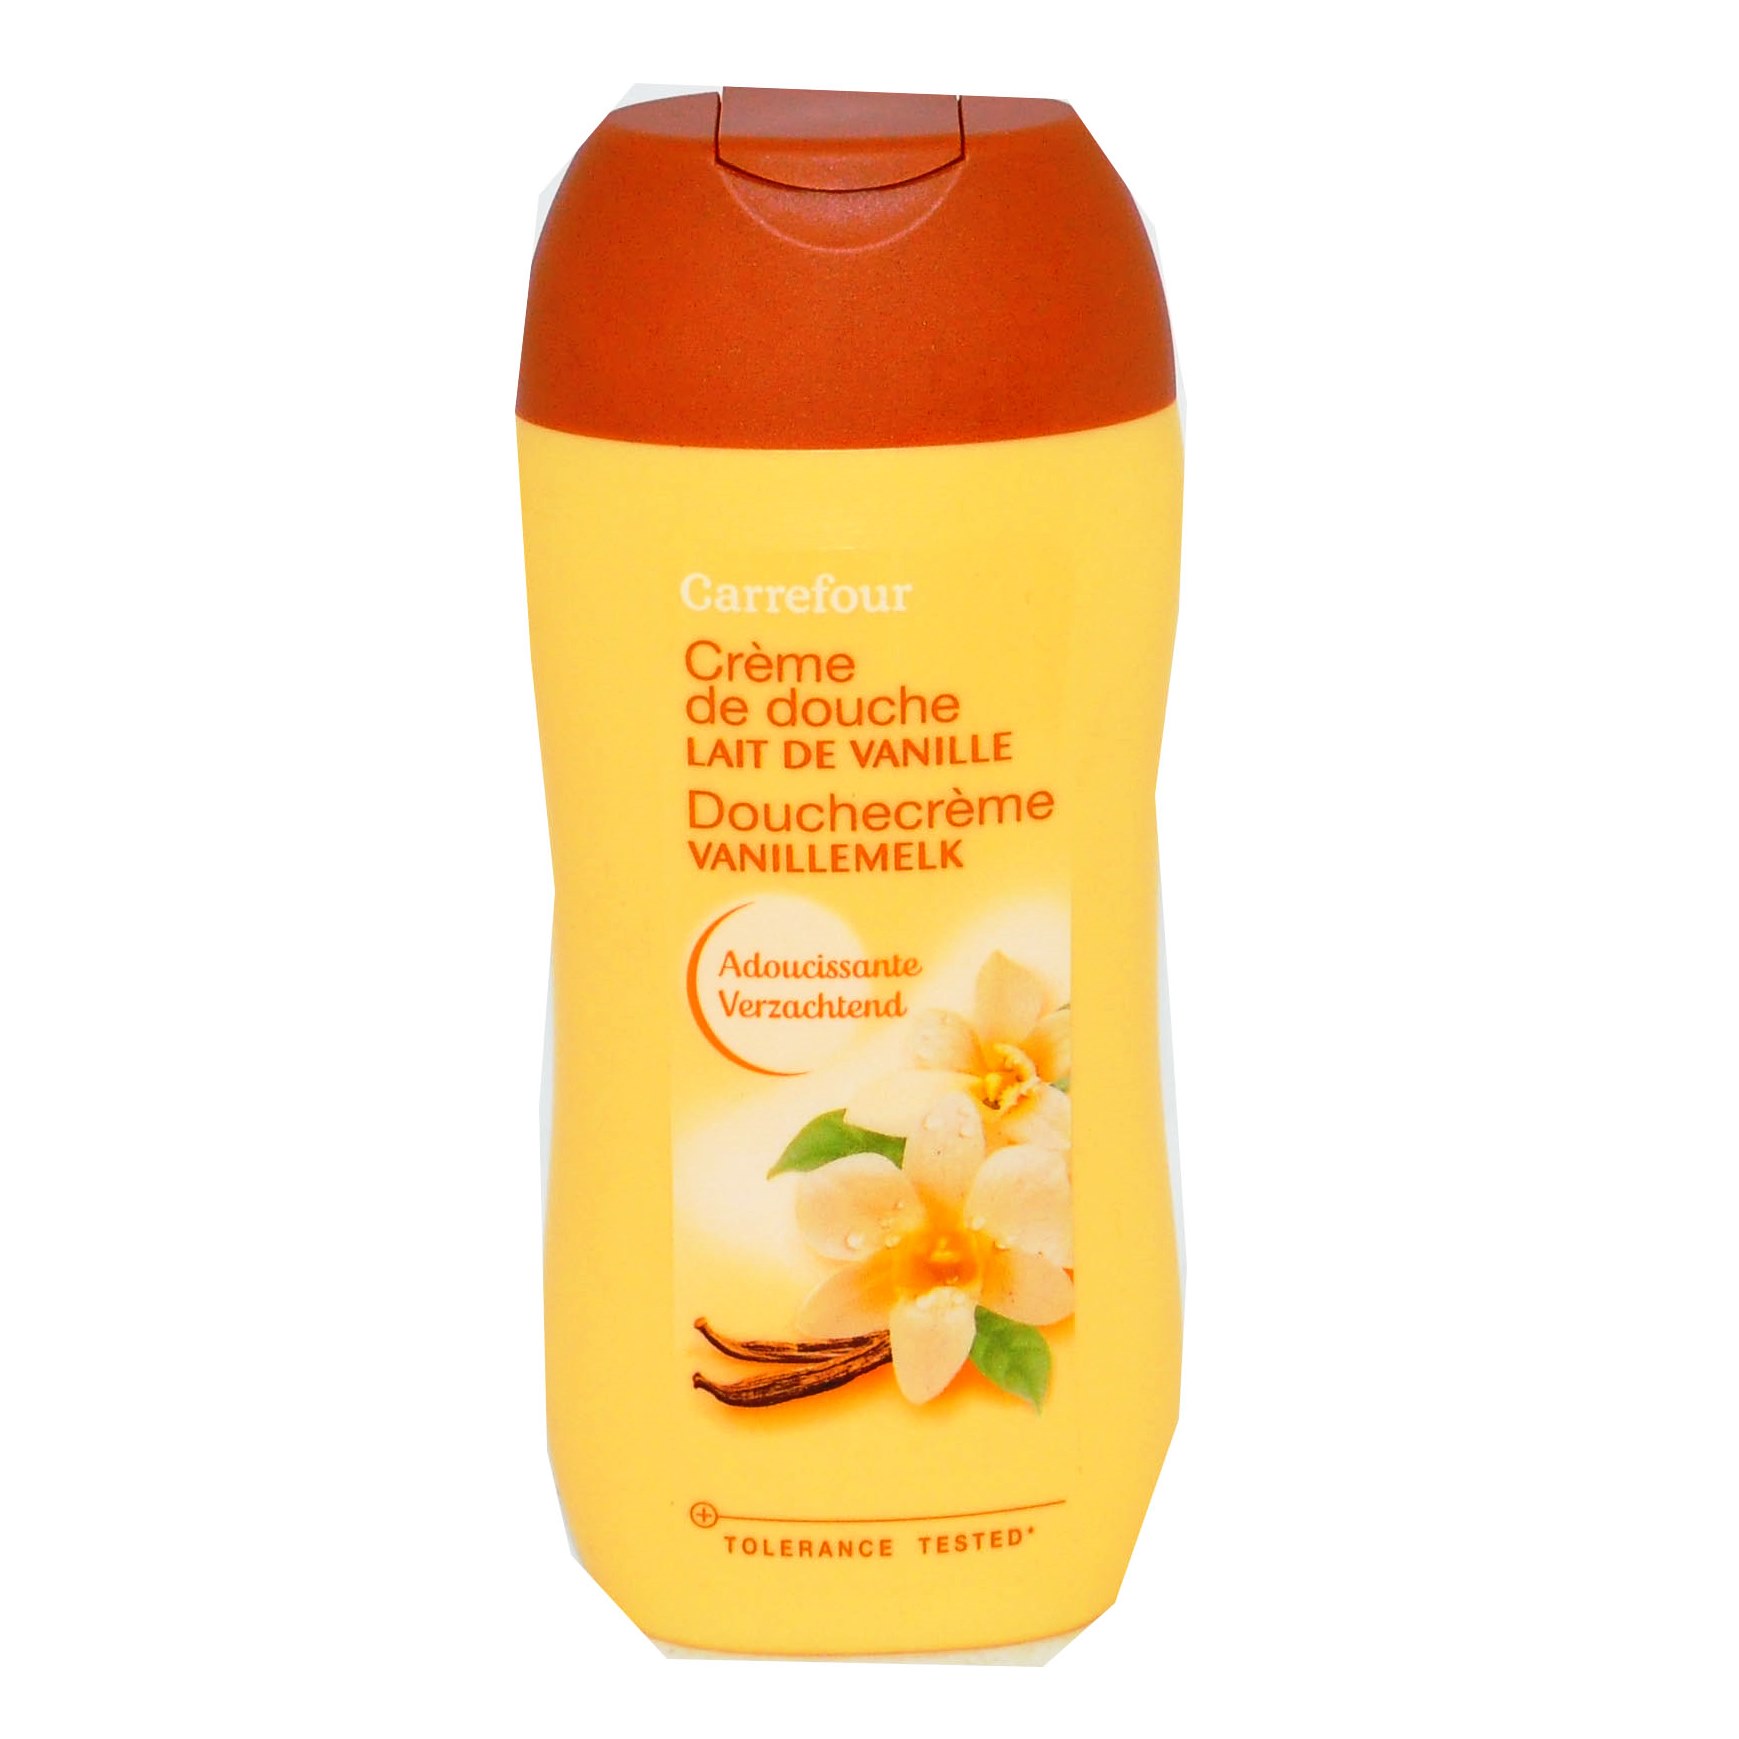 Carrefour
Crème
de douche
LAIT DE VANILLE
Douchecrème
VANILLEMELK
Adoucissante
Verzachtend
TOLERANCE TESTED*